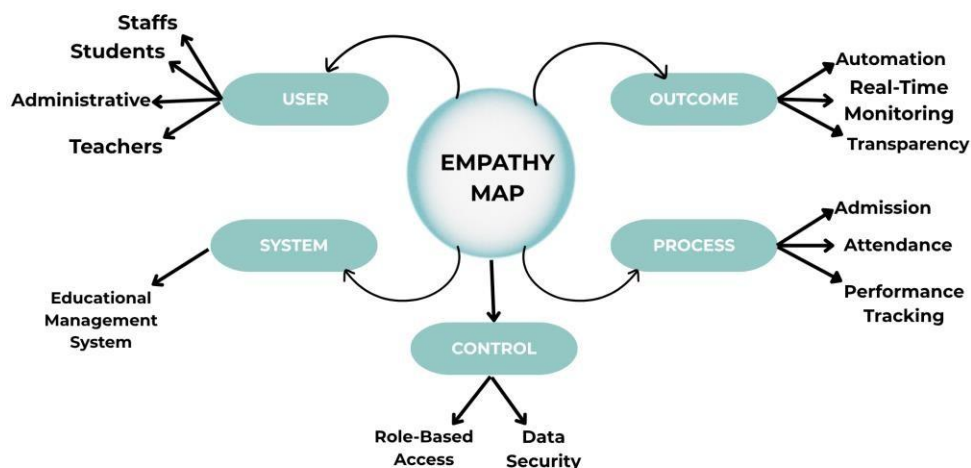 Staffs
Students
Administrative
Teachers
USER
OUTCOME
Automation
Real-Time
Monitoring
Transparency
EMPATHY
MAP
SYSTEM
Educational
Management
System
PROCESS
Admission
Attendance
Performance
Tracking
CONTROL
Role-Based
Access
Data
Security